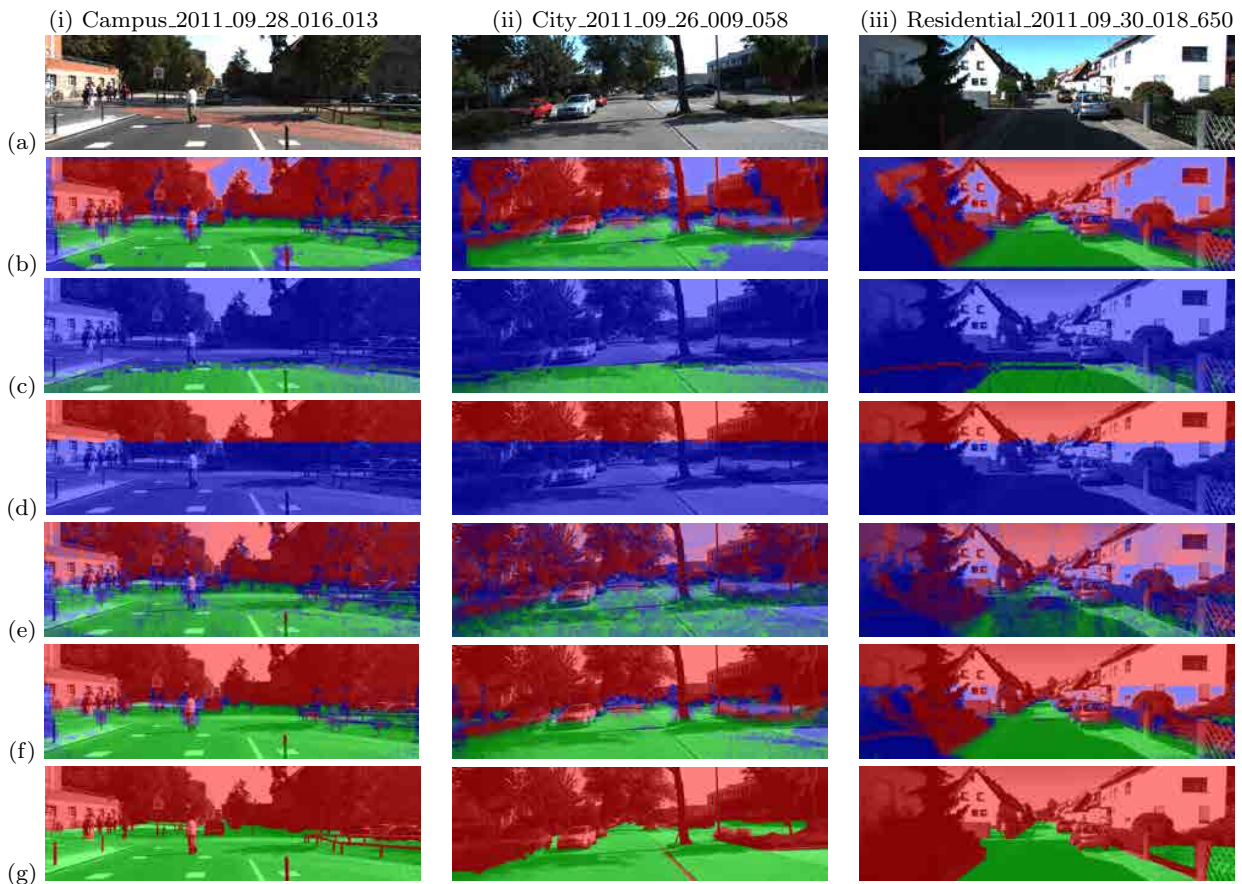 (i) Campus_2011_09_28_016_013
(ii) City_2011_09_26_009_058
(iii) Residential_2011_09_30_018_650
(a)
(b)
(c)
(d)
(e)
(f)
(g)